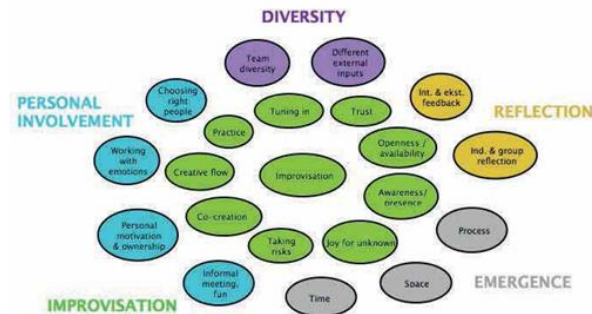 DIVERSITY
Team
diversity
Different
external
inputs
PERSONAL
INVOLVEMENT
Choosing
right
people
Tuning in
Trust
Int. & ekst.
feedback
REFLECTION
Practice
Openness /
availability
Working
with
emotions
Creative flow
Improvisation
Ind. & group
reflection
Awareness/
presence
Co-creation
Personal
motivation
& ownership
Taking
risks
Joy for unknown
Process
Informal
meeting,
fun
Time
Space
EMERGENCE
IMPROVISATION